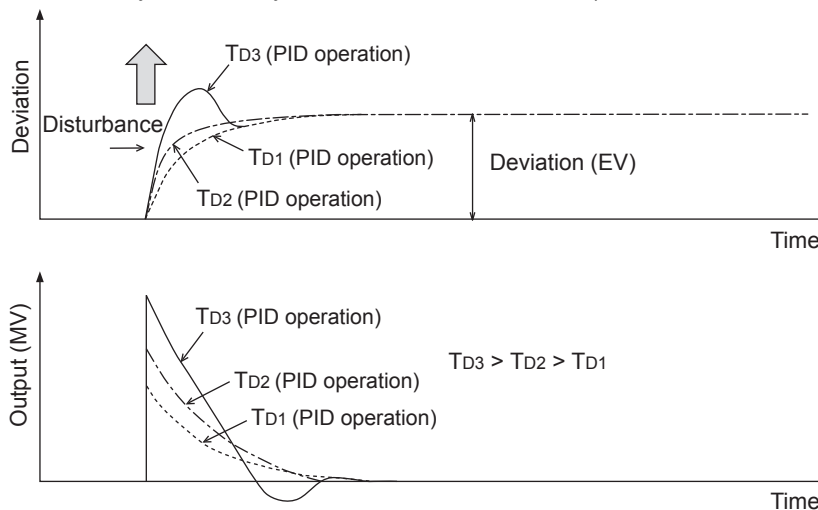 Deviation
TD3 (PID operation)
Disturbance
TD1 (PID operation)
Deviation (EV)
TD2 (PID operation)
Time
Output (MV)
TD3 (PID operation)
TD3 > TD2 > TD1
TD2 (PID operation)
TD1 (PID operation)
Time